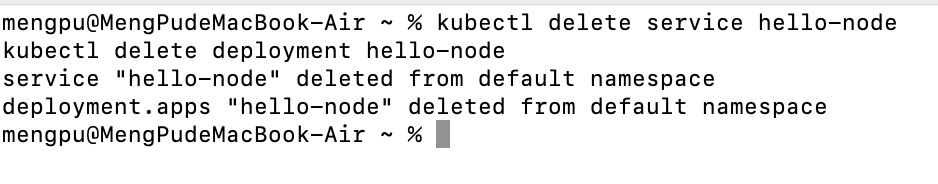 mengpu@MengPudeMacBook-Air ~ % kubectl delete service hello-node
kubectl delete deployment hello-node
service "hello-node" deleted from default namespace
deployment.apps "hello-node" deleted from default namespace
mengpu@MengPudeMacBook-Air ~ %